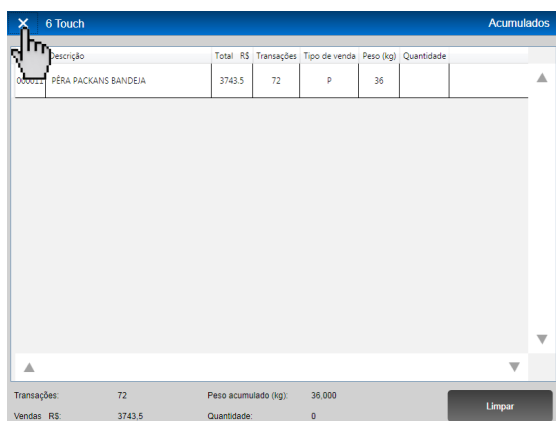 6 Touch Acumulados
Descrição Total R$ Transações Tipo de venda Peso (kg) Quantidade
000011 PÊRA PACKANS BANDEJA 3743.5 72 P 36
Transações: 72 Peso acumulado (kg): 36,000
Limpar
Vendas R$: 3743,5 Quantidade: 0